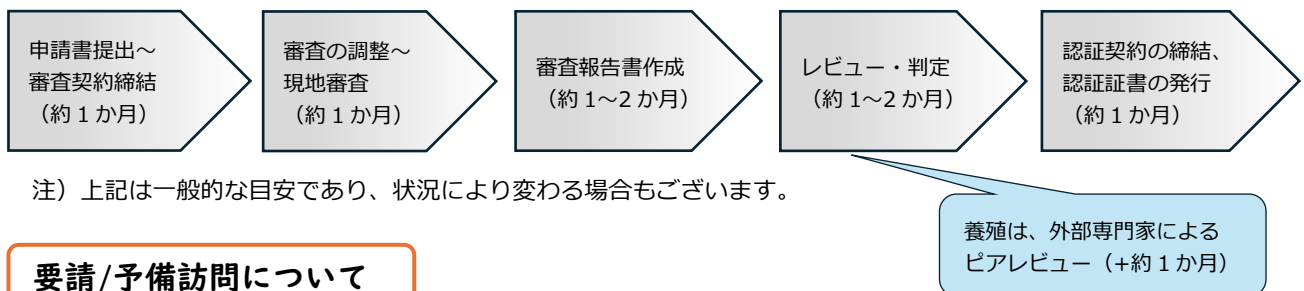 申請書提出～
審査契約締結
（約 1 か月）
審査の調整～
現地審査
（約 1 か月）
審査報告書作成
（約 1～2 か月）
レビュー・判定
（約 1～2 か月）
認証契約の締結、
認証証書の発行
（約 1 か月）
注）上記は一般的な目安であり、状況により変わる場合もございます。
養殖は、外部専門家による
ピアレビュー（+約 1 か月）
要請/予備訪問について